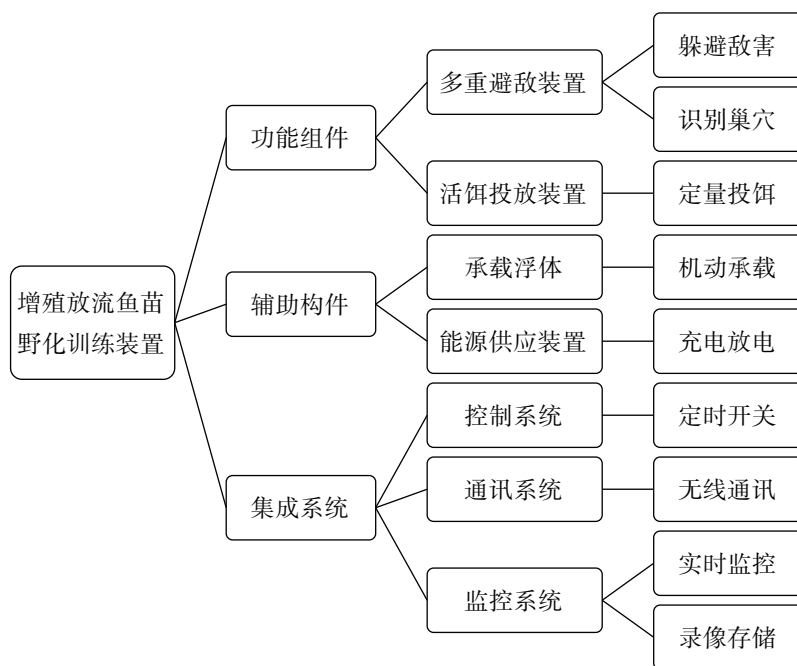 增殖放流鱼苗
野化训练装置
功能组件
多重避敌装置
躲避敌害
识别巢穴
活饵投放装置
定量投饵
辅助构件
承载浮体
机动承载
能源供应装置
充电放电
集成系统
控制系统
定时开关
通讯系统
无线通讯
监控系统
实时监控
录像存储